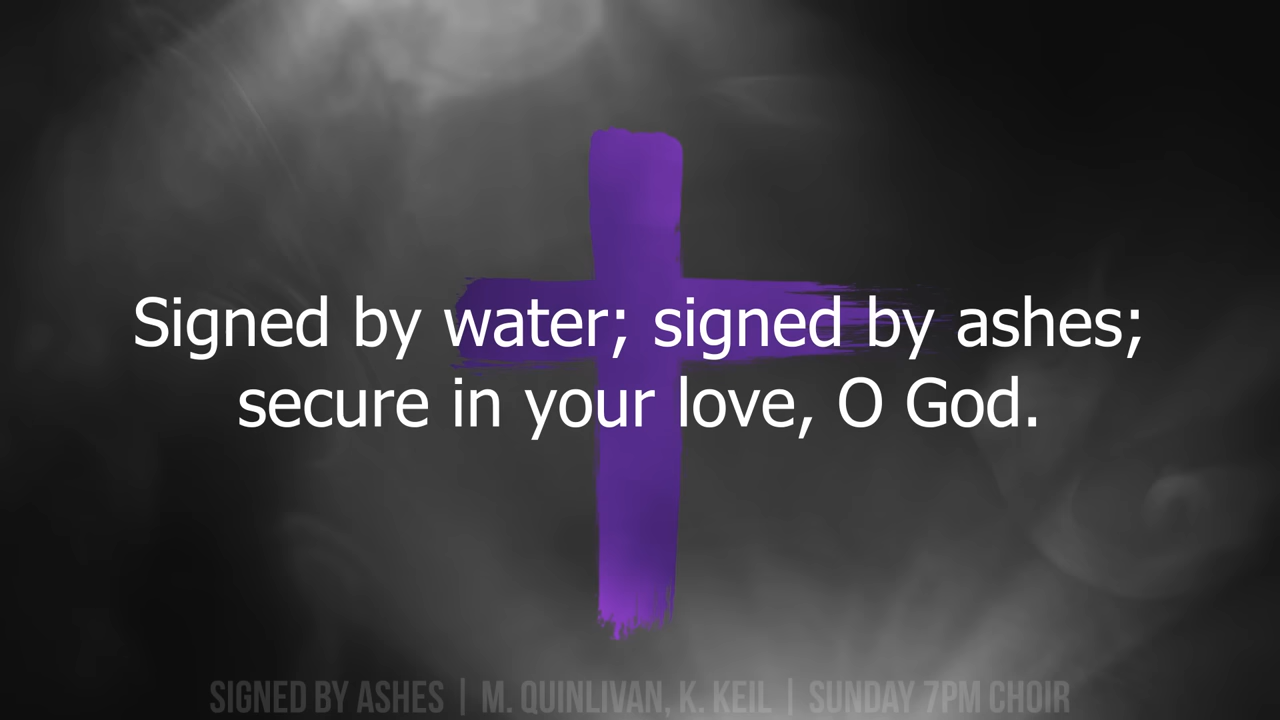 Signed by water; signed by ashes;
secure in your love, O God.
SIGNED BY ASHES | M. QUINLIVAN, K. KEIL | SUNDAY 7PM CHOIR